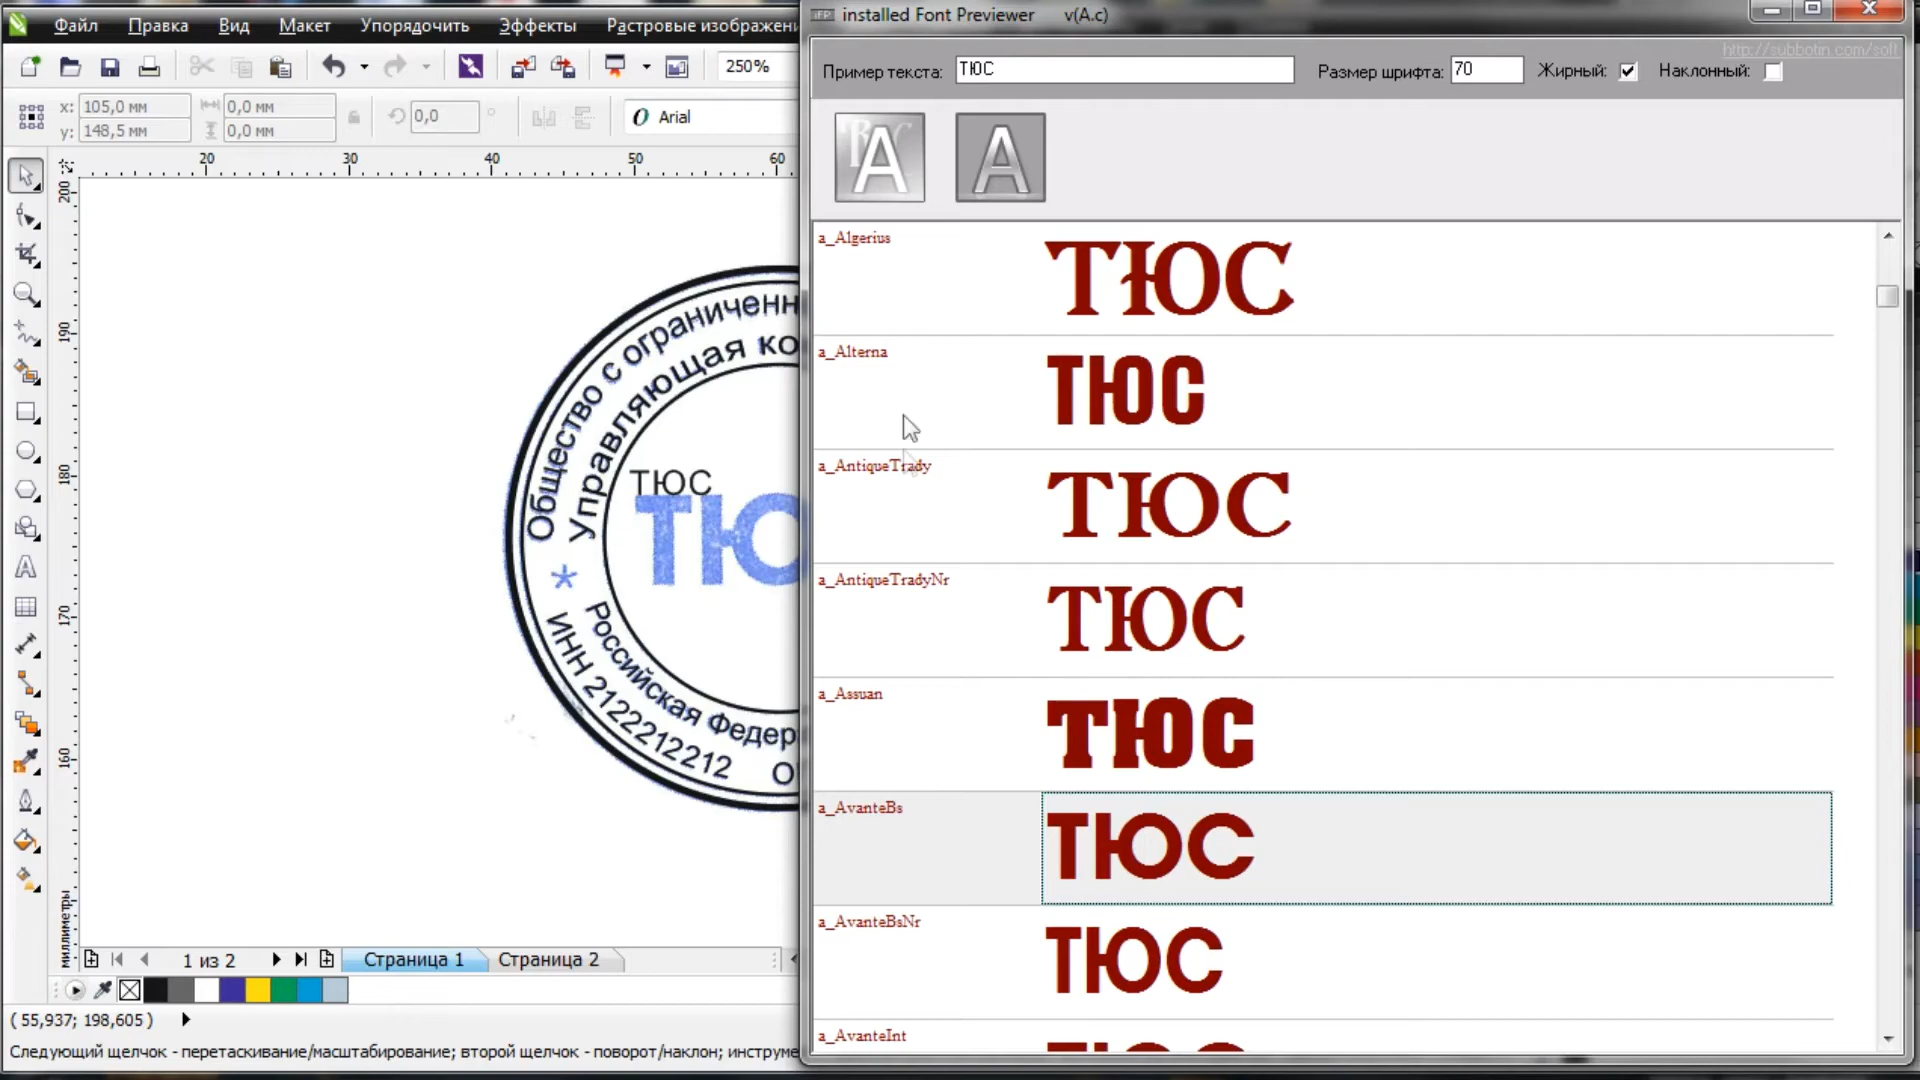 Файл Правка Вид Макет Упорядочить Эффекты Растровые изображени
250%
x: 105,0 мм 0,0 мм
y: 148,5 мм 0,0 мм
0,0 °
O Arial
20 30 40 50 60
200
190
180
170
160
миллиметры
Общество с ограниченн
Управляющая ко
ТЮС
ТЮ
*
Российская Федер
ИНН 2122212212
1 из 2
Страница 1
Страница 2
( 55,937; 198,605 )
Следующий щелчок - перетаскивание/масштабирование; второй щелчок - поворот/наклон; инструме
installed Font Previewer v(A.c)
http://subbotin.com/soft
Пример текста: ТЮС Размер шрифта: 70 Жирный: Наклонный:
a_Algerius ТЮС
a_Alterna ТЮС
a_AntiqueTrady ТЮС
a_AntiqueTradyNr ТЮС
a_Assuan ТЮС
a_AvanteBs ТЮС
a_AvanteBsNr ТЮС
a_AvanteInt